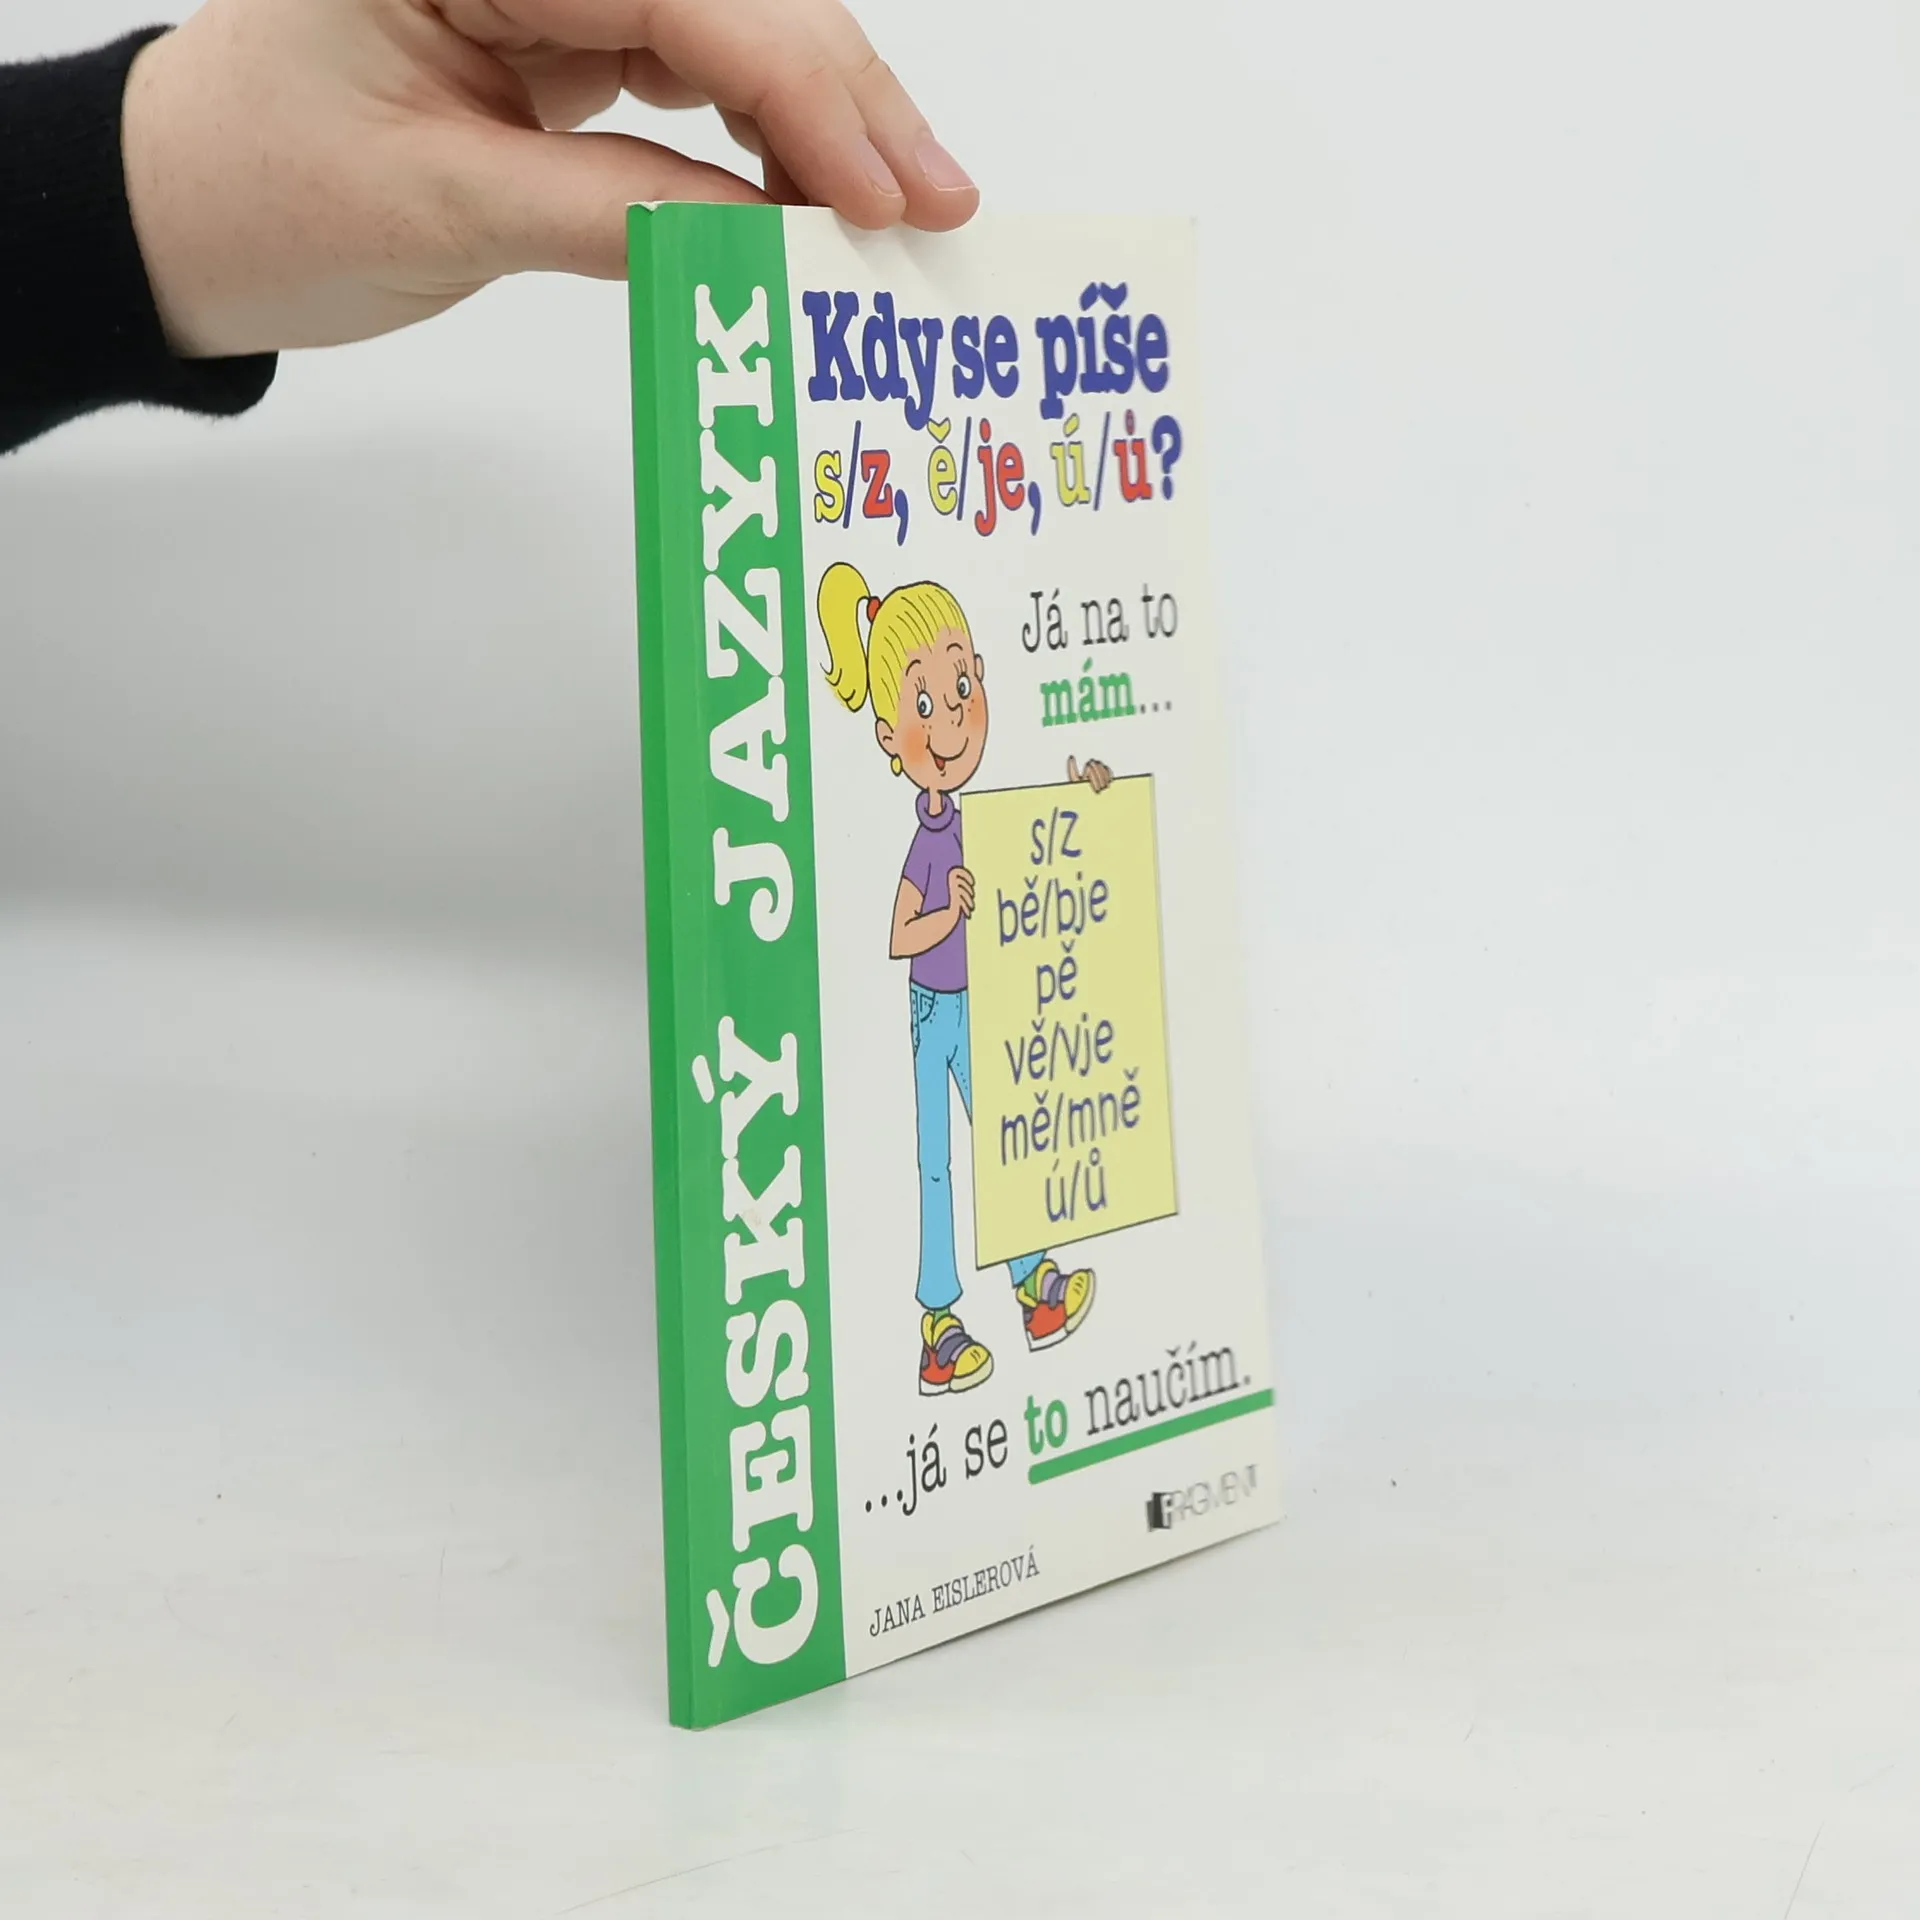 ČESKÝ JAZYK
Kdy se píše
s/z, ě/je, ú/ů?
Já na to
mám...
s/z
bě/bje
pě
vě/vje
mě/mně
ú/ů
...já se to naučím.
FRAGMENT
JANA EISLEROVÁ